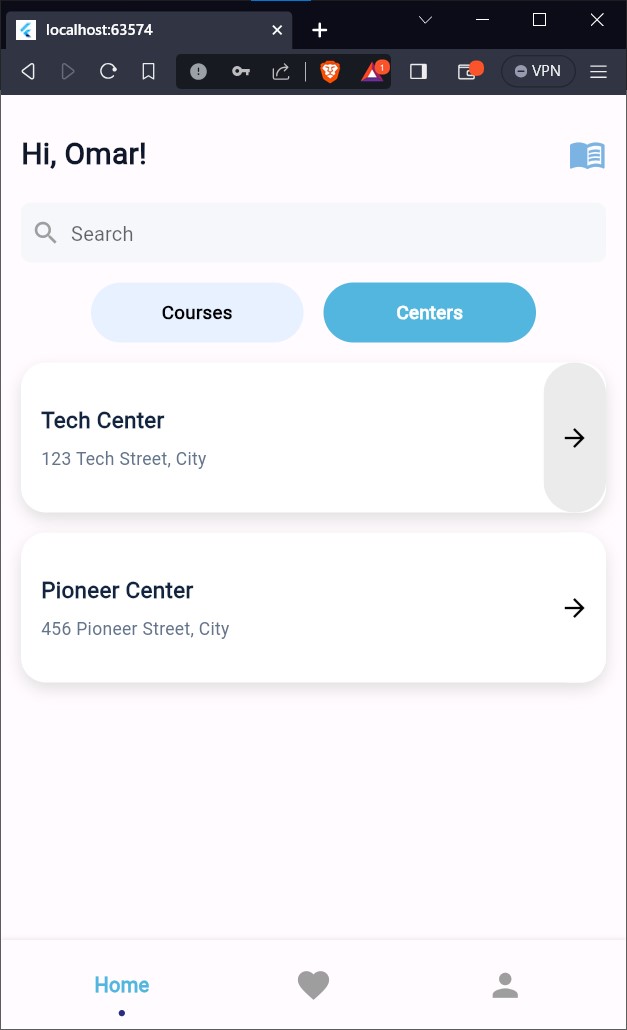 localhost:63574
1
VPN
Hi, Omar!
Search
Courses
Centers
Tech Center
123 Tech Street, City
Pioneer Center
456 Pioneer Street, City
Home